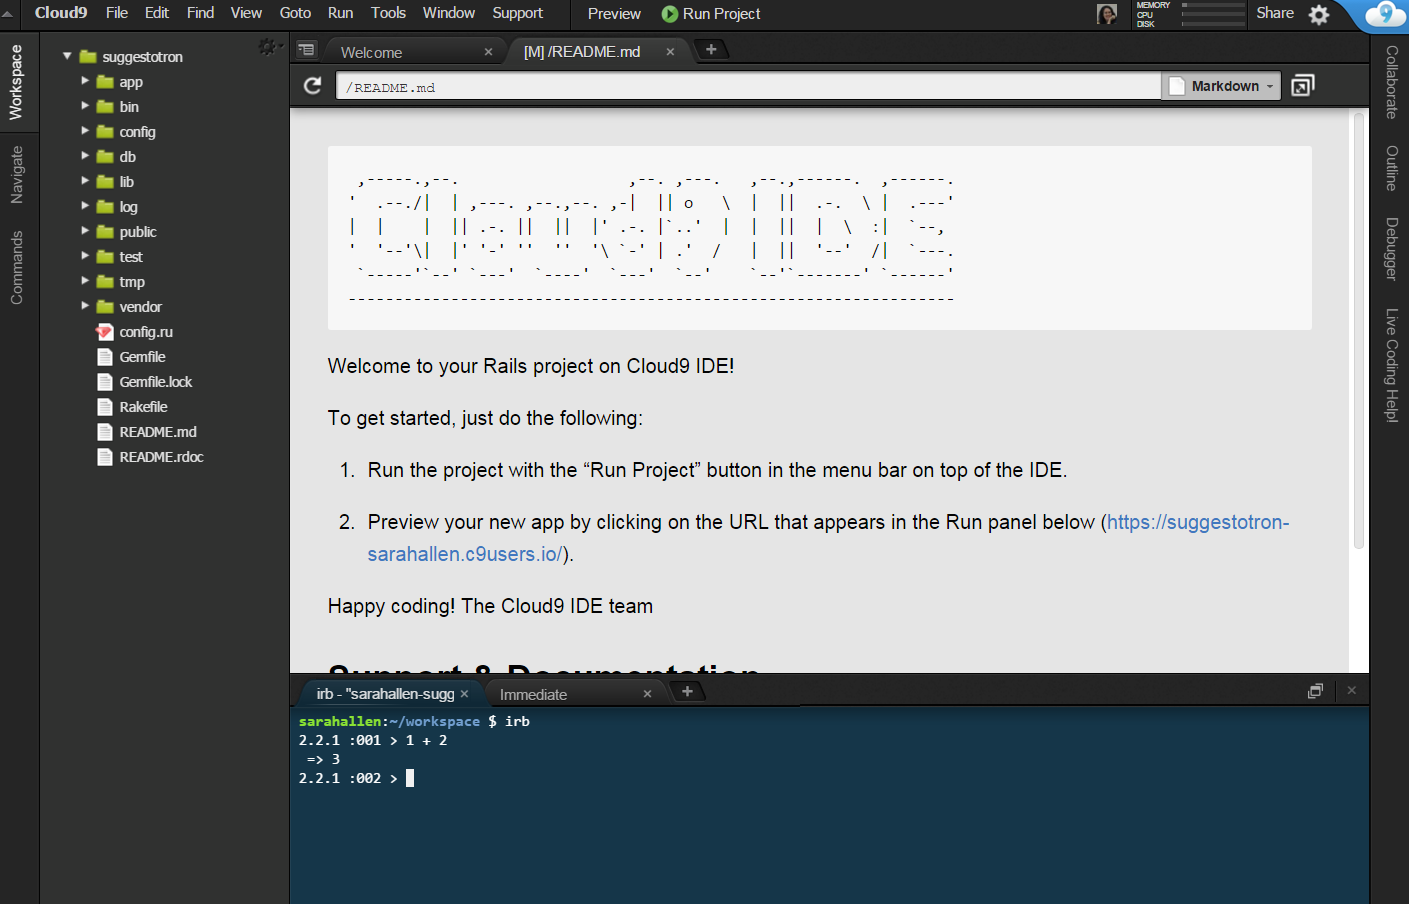 Cloud9 File Edit Find View Goto Run Tools Window Support Preview Run Project MEMORY CPU DISK Share 9
Workspace
Navigate
Commands
suggestotron
app
bin
config
db
lib
log
public
test
tmp
vendor
config.ru
Gemfile
Gemfile.lock
Rakefile
README.md
README.rdoc
Welcome × [M] /README.md × +
/README.md Markdown
Cloud9 IDE
Welcome to your Rails project on Cloud9 IDE!
To get started, just do the following:
1. Run the project with the “Run Project” button in the menu bar on top of the IDE.
2. Preview your new app by clicking on the URL that appears in the Run panel below (https://suggestotron-
sarahallen.c9users.io/).
Happy coding! The Cloud9 IDE team
Support & Documentation
irb - "sarahallen-sugg × Immediate × +
sarahallen:~/workspace $ irb
2.2.1 :001 > 1 + 2
=> 3
2.2.1 :002 >
Collaborate
Outline
Debugger
Live Coding Help!